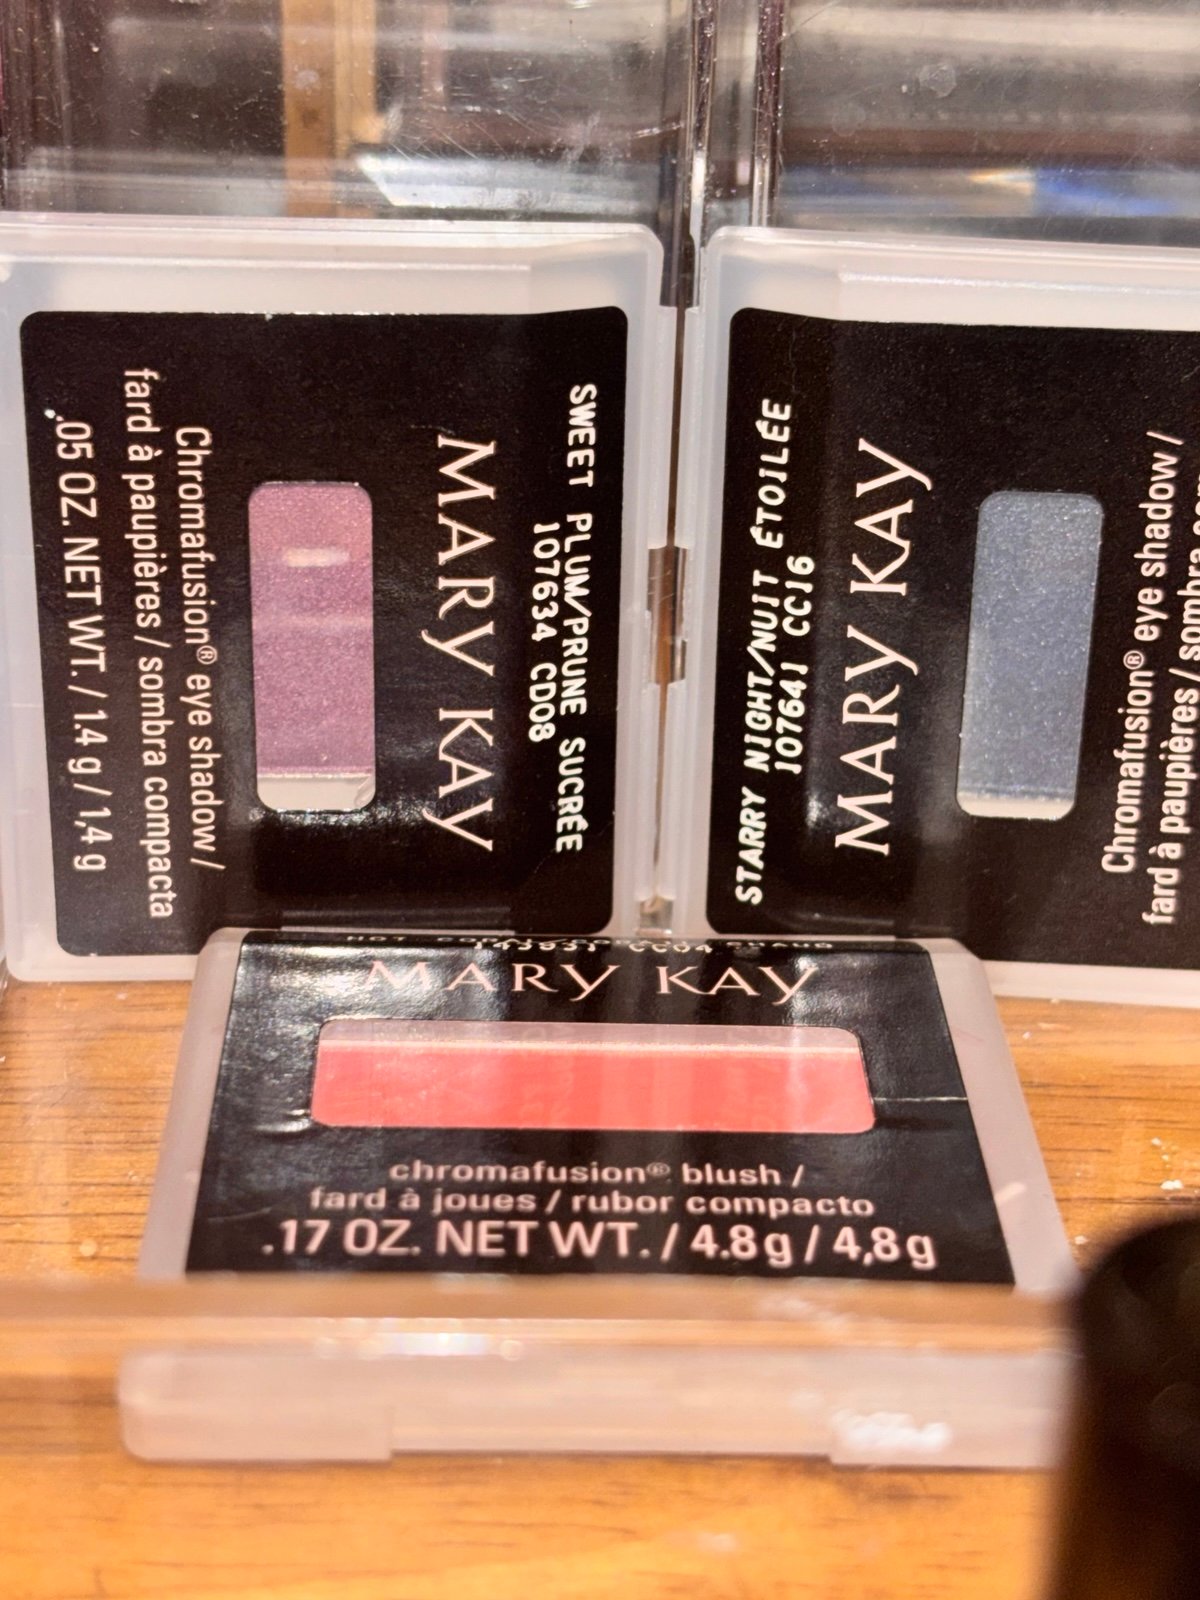 SWEET PLUM/PRUNE SUCRÉE
107634 CD08
MARY KAY
Chromafusion® eye shadow /
fard à paupières / sombra compacta
.05 OZ. NET WT. / 1.4 g / 1,4 g
STARRY NIGHT/NUIT ÉTOILÉE
107641 CC16
MARY KAY
Chromafusion® eye shadow /
fard à paupières / sombra
MARY KAY
chromafusion® blush /
fard à joues / rubor compacto
.17 OZ. NET WT. / 4.8 g / 4,8 g